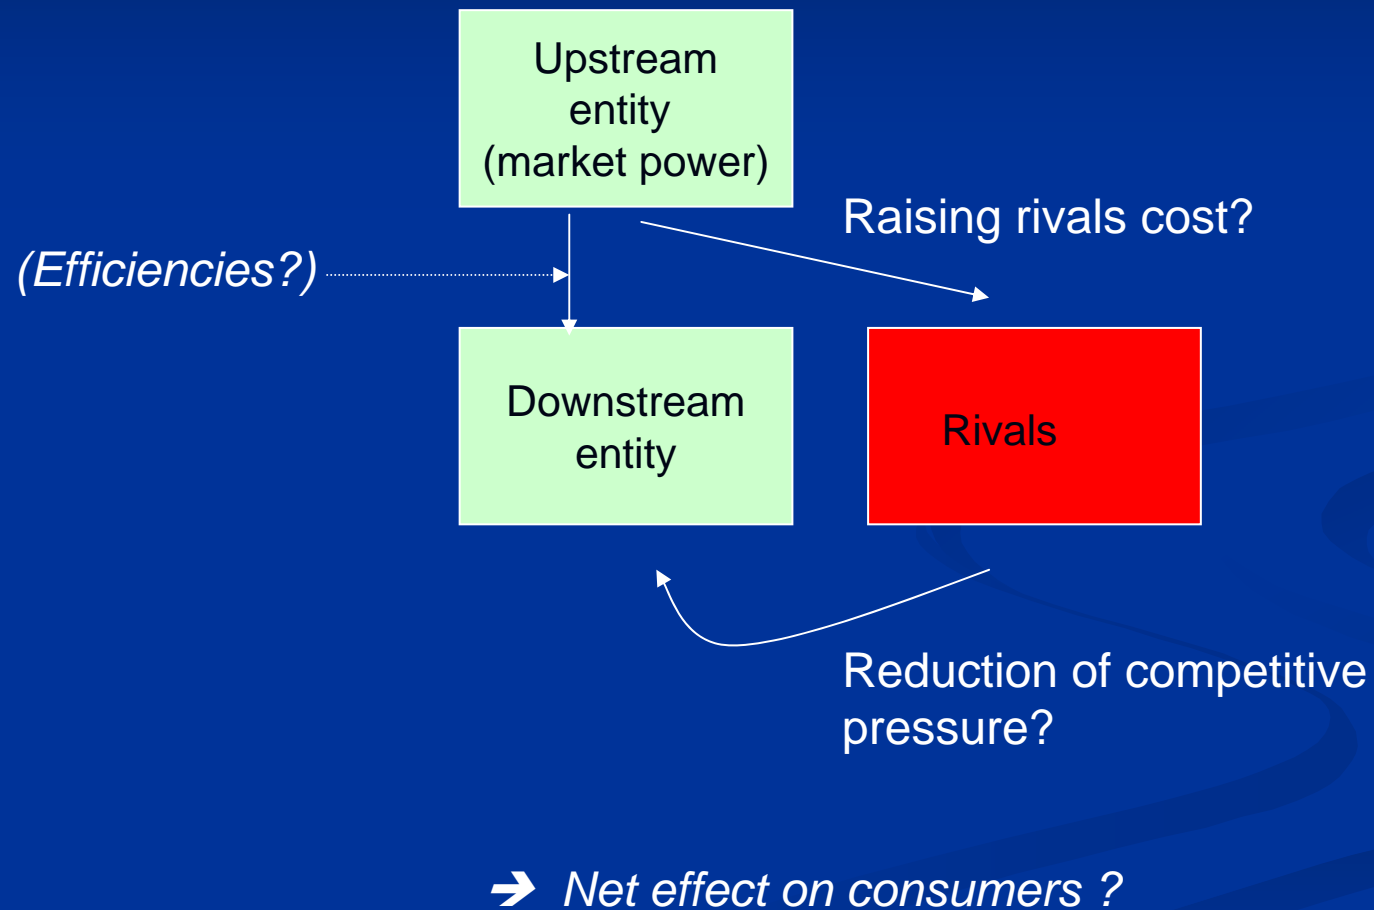 Upstream
entity
(market power)
Raising rivals cost?
(Efficiencies?)
Downstream
entity
Rivals
Reduction of competitive
pressure?
➔ Net effect on consumers ?